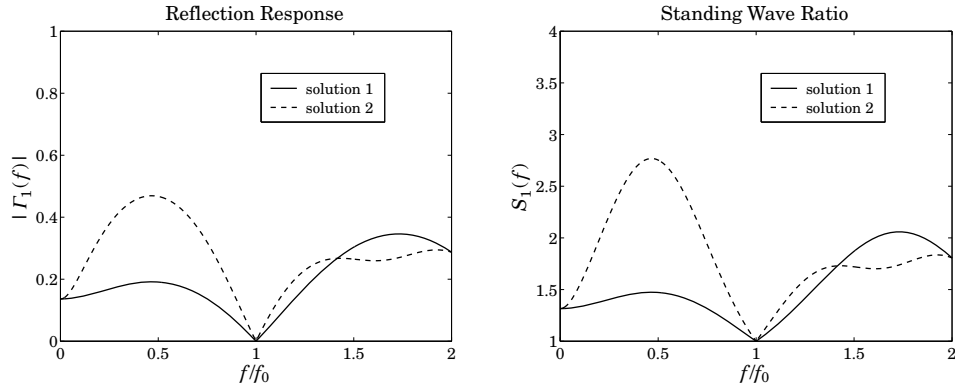 Reflection Response
1
0.8
0.6
0.4
0.2
0
0
0.5
1
1.5
2
| Γ1(f) |
f/f0
solution 1
solution 2
Standing Wave Ratio
4
3.5
3
2.5
2
1.5
1
0
0.5
1
1.5
2
S1(f)
f/f0
solution 1
solution 2